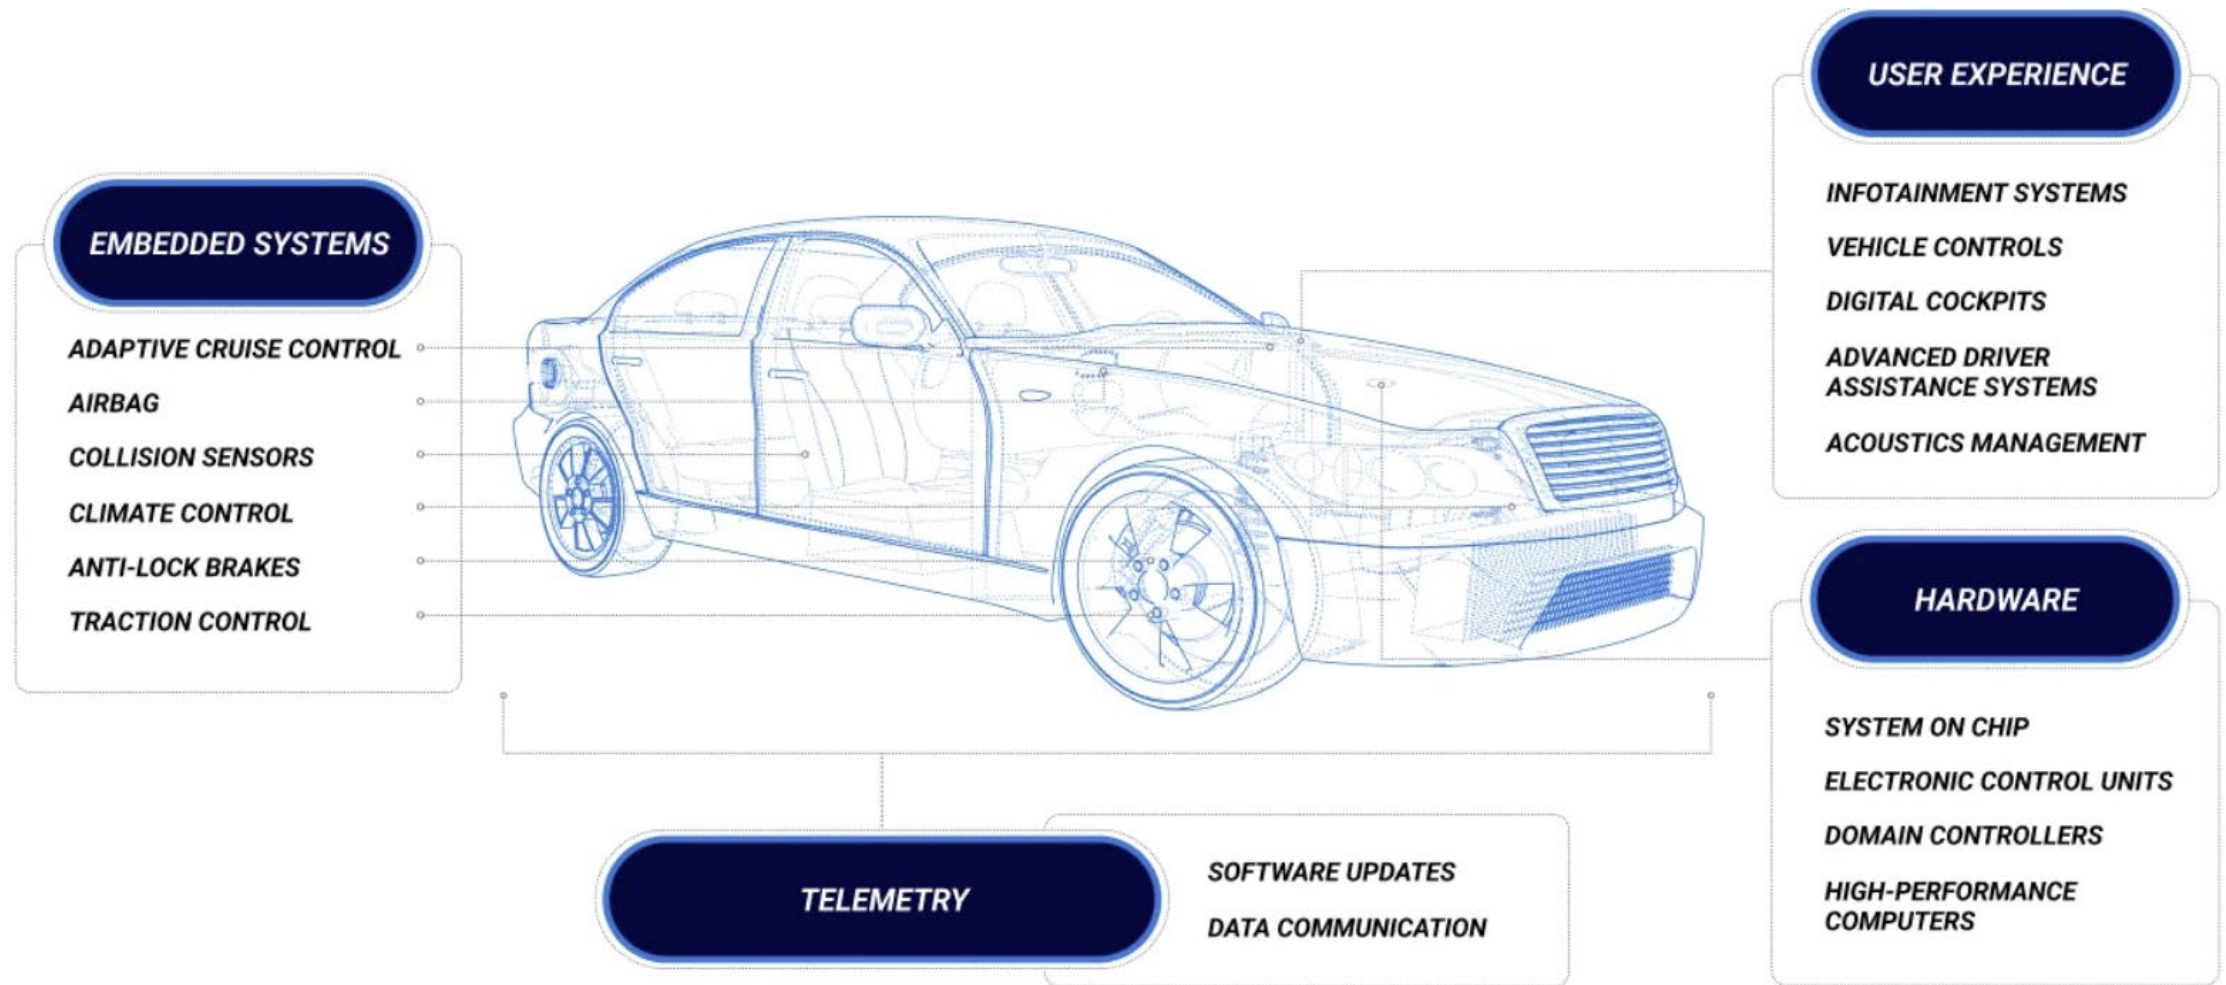 USER EXPERIENCE
INFOTAINMENT SYSTEMS
VEHICLE CONTROLS
DIGITAL COCKPITS
ADVANCED DRIVER
ASSISTANCE SYSTEMS
ACOUSTICS MANAGEMENT
EMBEDDED SYSTEMS
ADAPTIVE CRUISE CONTROL
AIRBAG
COLLISION SENSORS
CLIMATE CONTROL
ANTI-LOCK BRAKES
TRACTION CONTROL
HARDWARE
SYSTEM ON CHIP
ELECTRONIC CONTROL UNITS
DOMAIN CONTROLLERS
HIGH-PERFORMANCE
COMPUTERS
TELEMETRY
SOFTWARE UPDATES
DATA COMMUNICATION